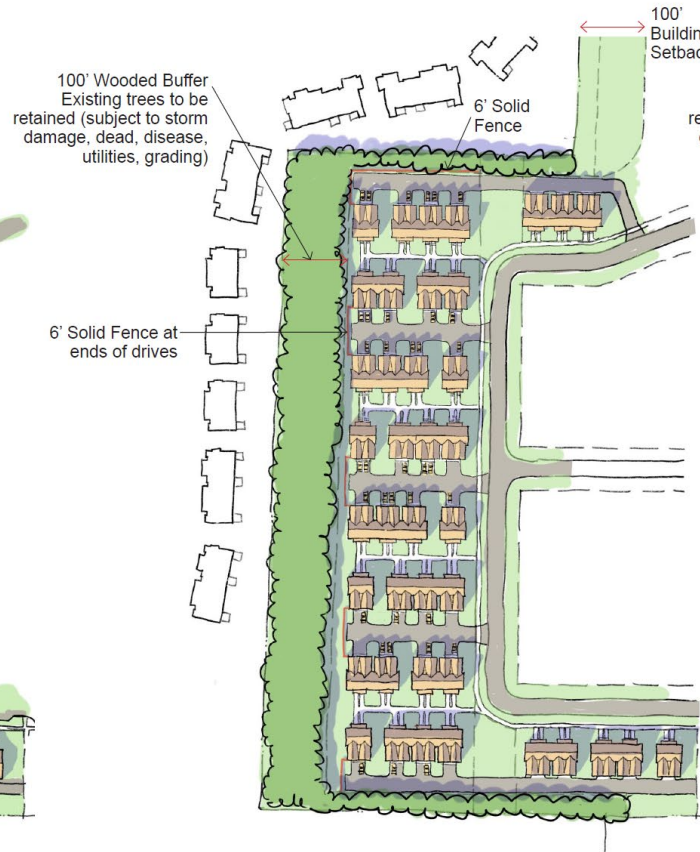 100'
Buildin
Setbac
100' Wooded Buffer
Existing trees to be
retained (subject to storm
damage, dead, disease,
utilities, grading)
6' Solid
Fence
re
6' Solid Fence at
ends of drives